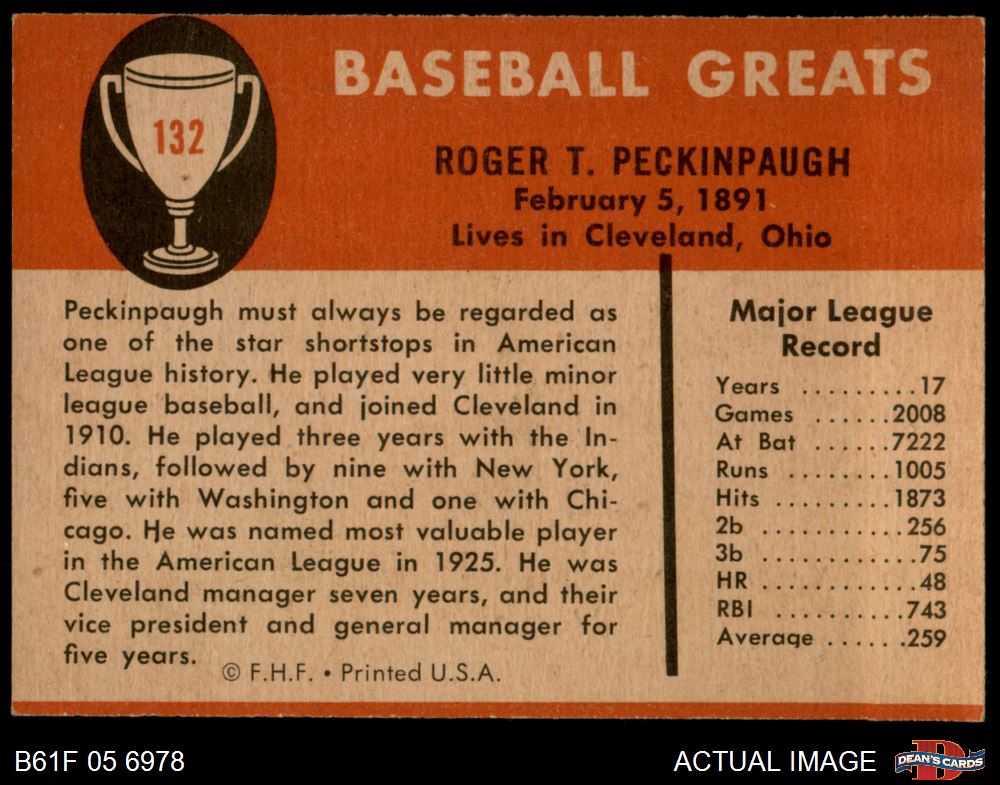 132
BASEBALL GREATS
ROGER T. PECKINPAUGH
February 5, 1891
Lives in Cleveland, Ohio
Peckinpaugh must always be regarded as
one of the star shortstops in American
League history. He played very little minor
league baseball, and joined Cleveland in
1910. He played three years with the In-
dians, followed by nine with New York,
five with Washington and one with Chi-
cago. He was named most valuable player
in the American League in 1925. He was
Cleveland manager seven years, and their
vice president and general manager for
five years.
© F.H.F. • Printed U.S.A.
Major League
Record
Years ..........17
Games ......2008
At Bat ......7222
Runs ........1005
Hits ..........1873
2b ............256
3b ............75
HR ............48
RBI ..........743
Average ......259
B61F 05 6978
ACTUAL IMAGE
D
DEAN'S CARDS